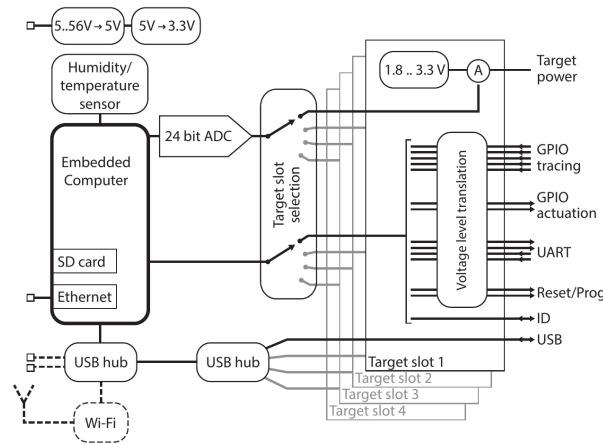 5..56V→5V
5V→3.3V
Humidity/
temperature
sensor
24 bit ADC
Embedded
Computer
SD card
Ethernet
USB hub
Wi-Fi
USB hub
Target slot
selection
1.8 .. 3.3 V
A
Target
power
Voltage level translation
GPIO
tracing
GPIO
actuation
UART
Reset/Prog
ID
USB
Target slot 1
Target slot 2
Target slot 3
Target slot 4